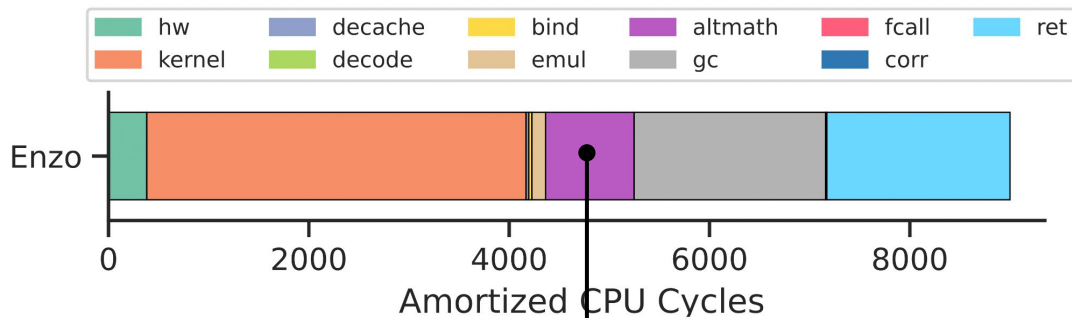 hw decache bind altmath fcall ret
kernel decode emul gc corr
Enzo
0 2000 4000 6000 8000
Amortized CPU Cycles